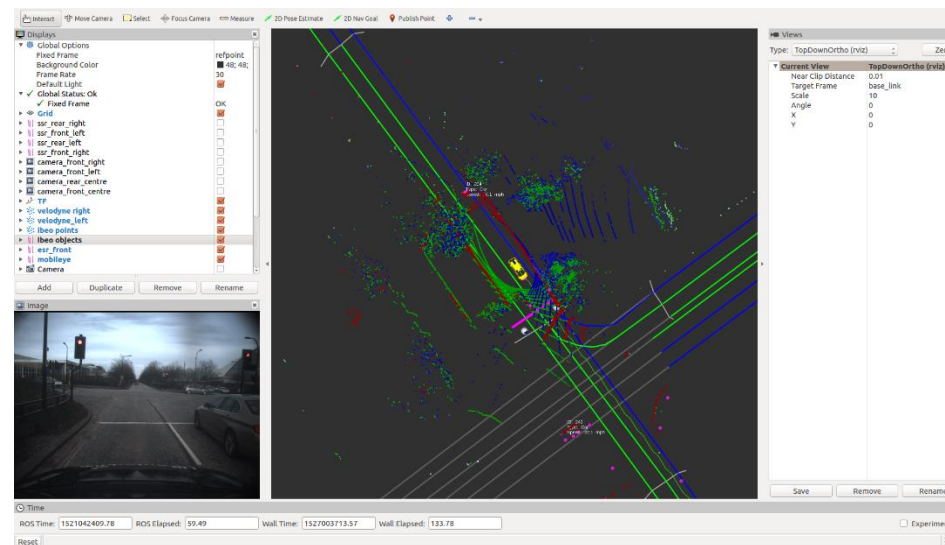 Interact Move Camera Select Focus Camera Measure 2D Pose Estimate 2D Nav Goal Publish Point
Displays
Global Options
Fixed Frame refpoint
Background Color 48; 48;
Frame Rate 30
Default Light
Global Status: Ok
Fixed Frame OK
Grid
ssr_rear_right
ssr_front_left
ssr_rear_left
ssr_front_right
camera_front_right
camera_front_left
camera_rear_centre
camera_front_centre
TF
velodyne right
velodyne_left
Ibeo points
Ibeo objects
esr_front
mobileye
Camera
Add Duplicate Remove Rename
Image
Views
Type: TopDownOrtho (rviz) Zer
Current View TopDownOrtho (rviz)
Near Clip Distance 0.01
Target Frame base_link
Scale 10
Angle 0
X 0
Y 0
Save Remove Rename
Time
ROS Time: 1521042409.78 ROS Elapsed: 59.49 Wall Time: 1527003713.57 Wall Elapsed: 133.78 Experime
Reset